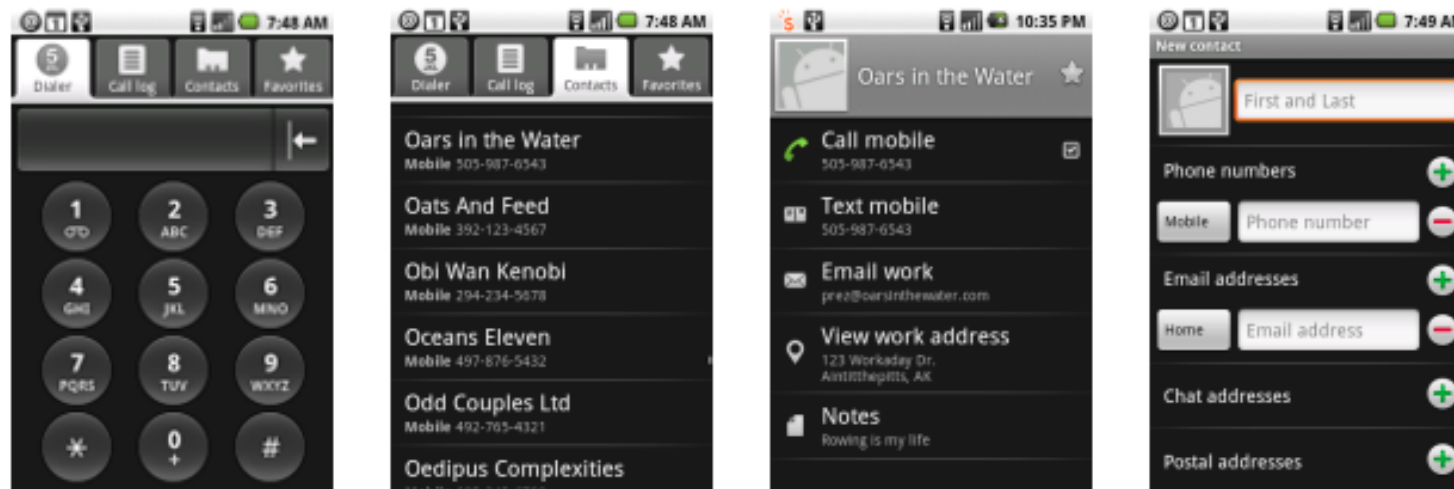 7:48 AM
5
Dialer
Call log
Contacts
Favorites
1
2
ABC
3
DEF
4
GHI
5
JKL
6
MNO
7
PQRS
8
TUV
9
WXYZ
*
0
+
#
7:48 AM
5
Dialer
Call log
Contacts
Favorites
Oars in the Water
Mobile 505-987-6543
Oats And Feed
Mobile 392-123-4567
Obi Wan Kenobi
Mobile 294-234-5678
Oceans Eleven
Mobile 497-876-5432
Odd Couples Ltd
Mobile 492-765-4321
Oedipus Complexities
10:35 PM
Oars in the Water
Call mobile
505-987-6543
Text mobile
505-987-6543
Email work
prez@oarsinthewater.com
View work address
123 Workaday Dr.
Aintitthepitts, AK
Notes
Rowing is my life
7:49 AM
New contact
First and Last
Phone numbers
Mobile
Phone number
Email addresses
Home
Email address
Chat addresses
Postal addresses